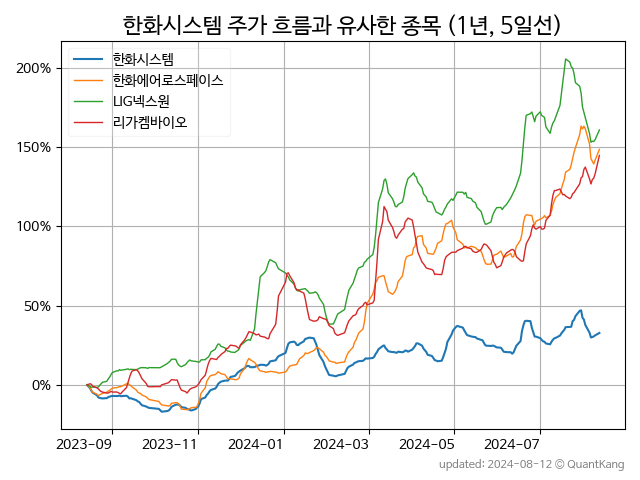 한화시스템 주가 흐름과 유사한 종목 (1년, 5일선)
한화시스템
한화에어로스페이스
LIG넥스원
리가켐바이오
200%
150%
100%
50%
0%
2023-09 2023-11 2024-01 2024-03 2024-05 2024-07
updated: 2024-08-12 © QuantKang